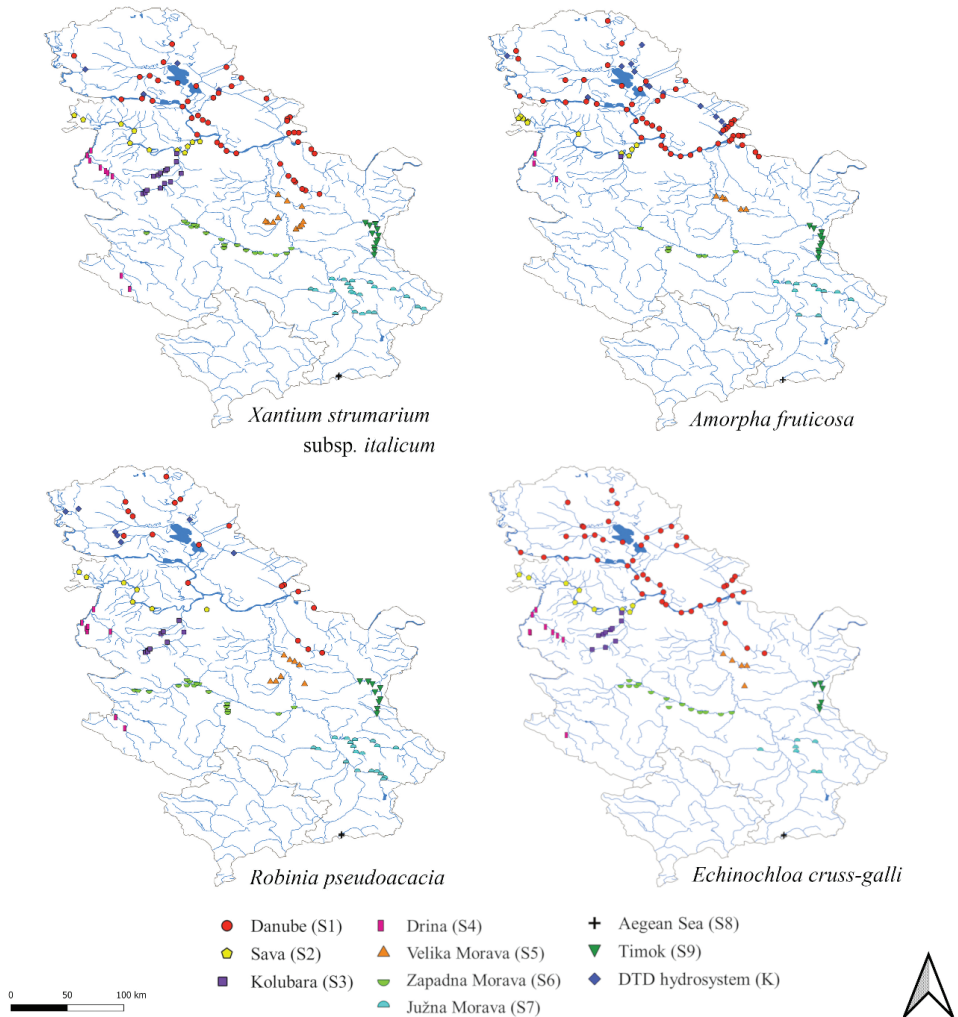 Xantium strumarium
subsp. italicum
Amorpha fruticosa
Robinia pseudoacacia
Echinochloa cruss-galli
Danube (S1)
Sava (S2)
Kolubara (S3)
Drina (S4)
Velika Morava (S5)
Zapadna Morava (S6)
Južna Morava (S7)
Aegean Sea (S8)
Timok (S9)
DTD hydrosystem (K)
0 50 100 km